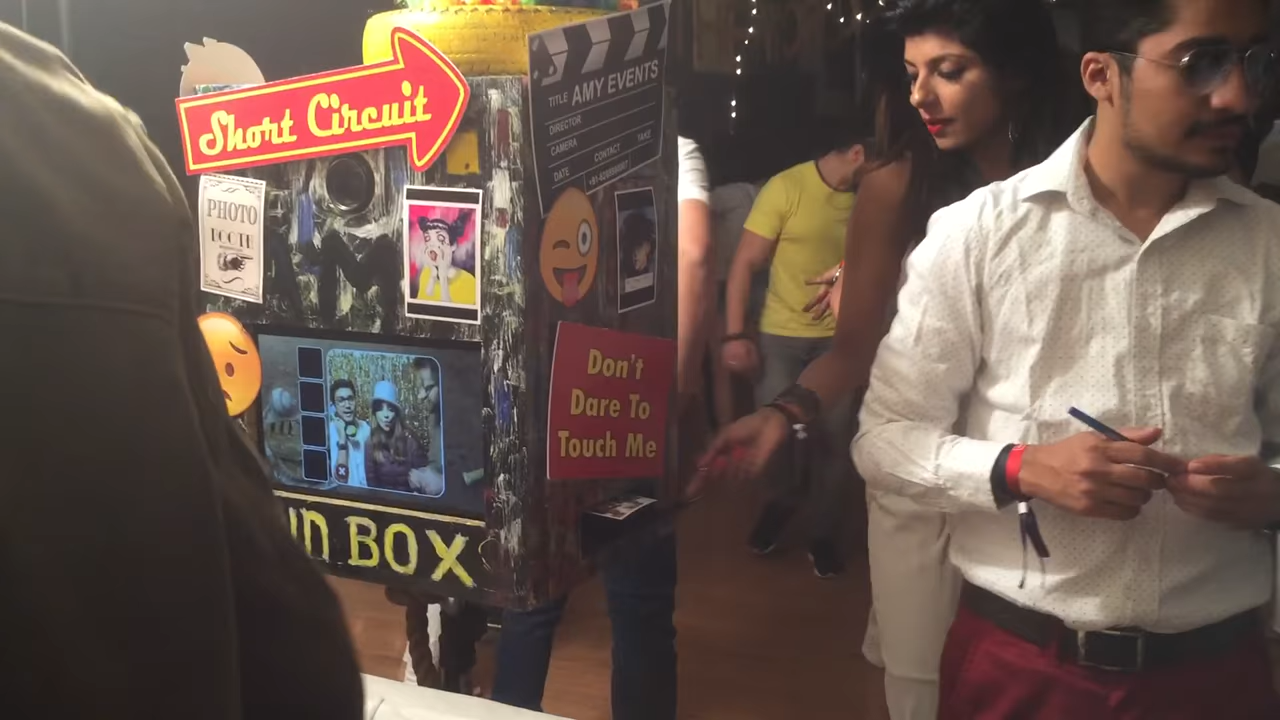 Short Circuit
PHOTO
BOOTH
TITLE AMY EVENTS
DIRECTOR
CAMERA
TAKE
DATE
CONTACT
Don't
Dare To
Touch Me
BOX